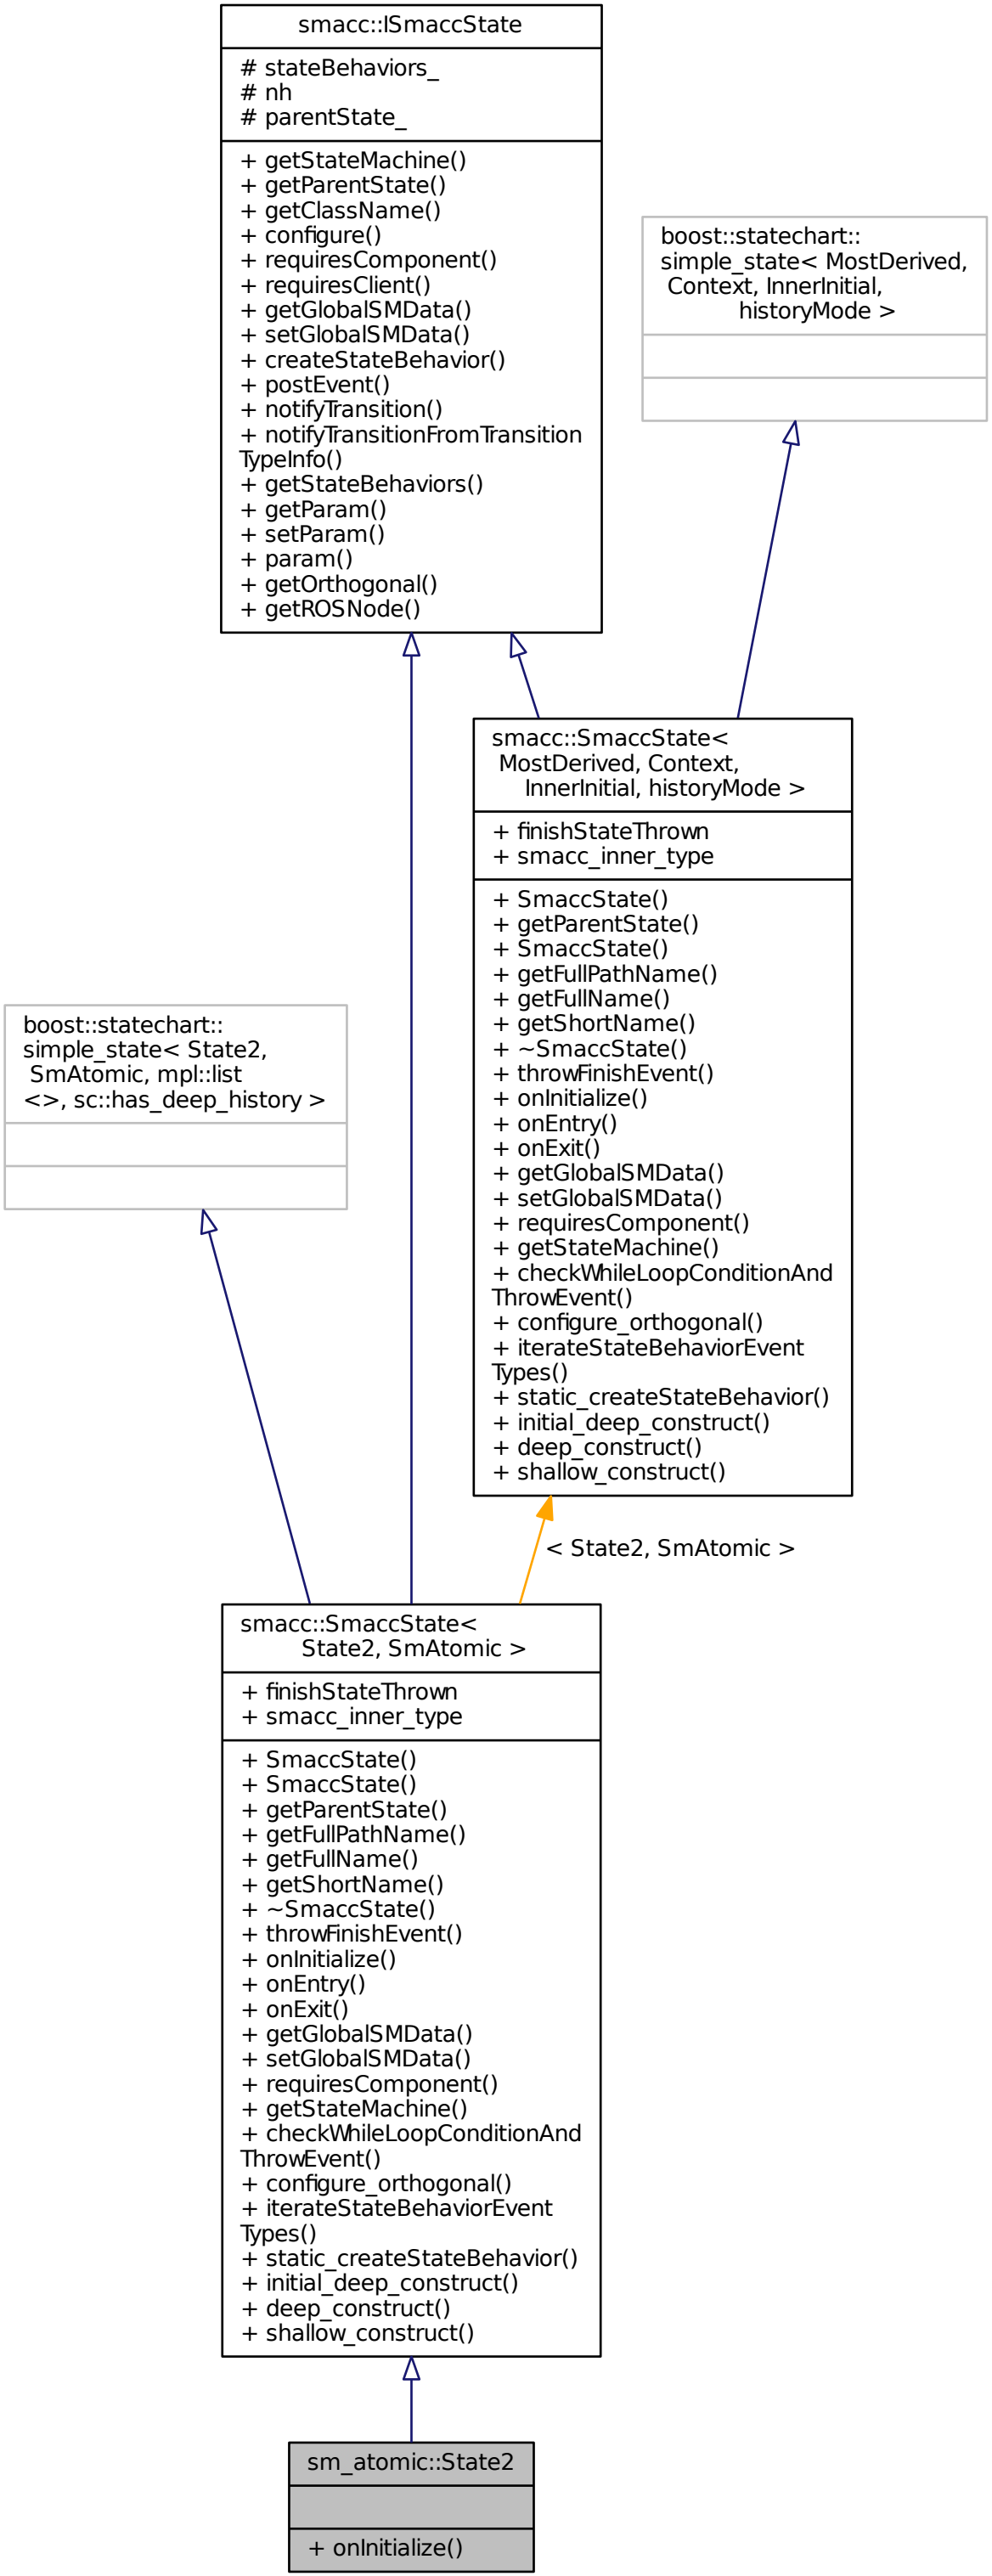 smacc::ISmaccState
# stateBehaviors_
# nh
# parentState_
+ getStateMachine()
+ getParentState()
+ getClassName()
+ configure()
+ requiresComponent()
+ requiresClient()
+ getGlobalSMData()
+ setGlobalSMData()
+ createStateBehavior()
+ postEvent()
+ notifyTransition()
+ notifyTransitionFromTransition
TypeInfo()
+ getStateBehaviors()
+ getParam()
+ setParam()
+ param()
+ getOrthogonal()
+ getROSNode()
boost::statechart::
simple_state< MostDerived,
Context, InnerInitial,
historyMode >
smacc::SmaccState<
MostDerived, Context,
InnerInitial, historyMode >
+ finishStateThrown
+ smacc_inner_type
+ SmaccState()
+ getParentState()
+ SmaccState()
+ getFullPathName()
+ getFullName()
+ getShortName()
+ ~SmaccState()
+ throwFinishEvent()
+ onInitialize()
+ onEntry()
+ onExit()
+ getGlobalSMData()
+ setGlobalSMData()
+ requiresComponent()
+ getStateMachine()
+ checkWhileLoopConditionAnd
ThrowEvent()
+ configure_orthogonal()
+ iterateStateBehaviorEvent
Types()
+ static_createStateBehavior()
+ initial_deep_construct()
+ deep_construct()
+ shallow_construct()
boost::statechart::
simple_state< State2,
SmAtomic, mpl::list
<>, sc::has_deep_history >
< State2, SmAtomic >
smacc::SmaccState<
State2, SmAtomic >
+ finishStateThrown
+ smacc_inner_type
+ SmaccState()
+ SmaccState()
+ getParentState()
+ getFullPathName()
+ getFullName()
+ getShortName()
+ ~SmaccState()
+ throwFinishEvent()
+ onInitialize()
+ onEntry()
+ onExit()
+ getGlobalSMData()
+ setGlobalSMData()
+ requiresComponent()
+ getStateMachine()
+ checkWhileLoopConditionAnd
ThrowEvent()
+ configure_orthogonal()
+ iterateStateBehaviorEvent
Types()
+ static_createStateBehavior()
+ initial_deep_construct()
+ deep_construct()
+ shallow_construct()
sm_atomic::State2
+ onInitialize()